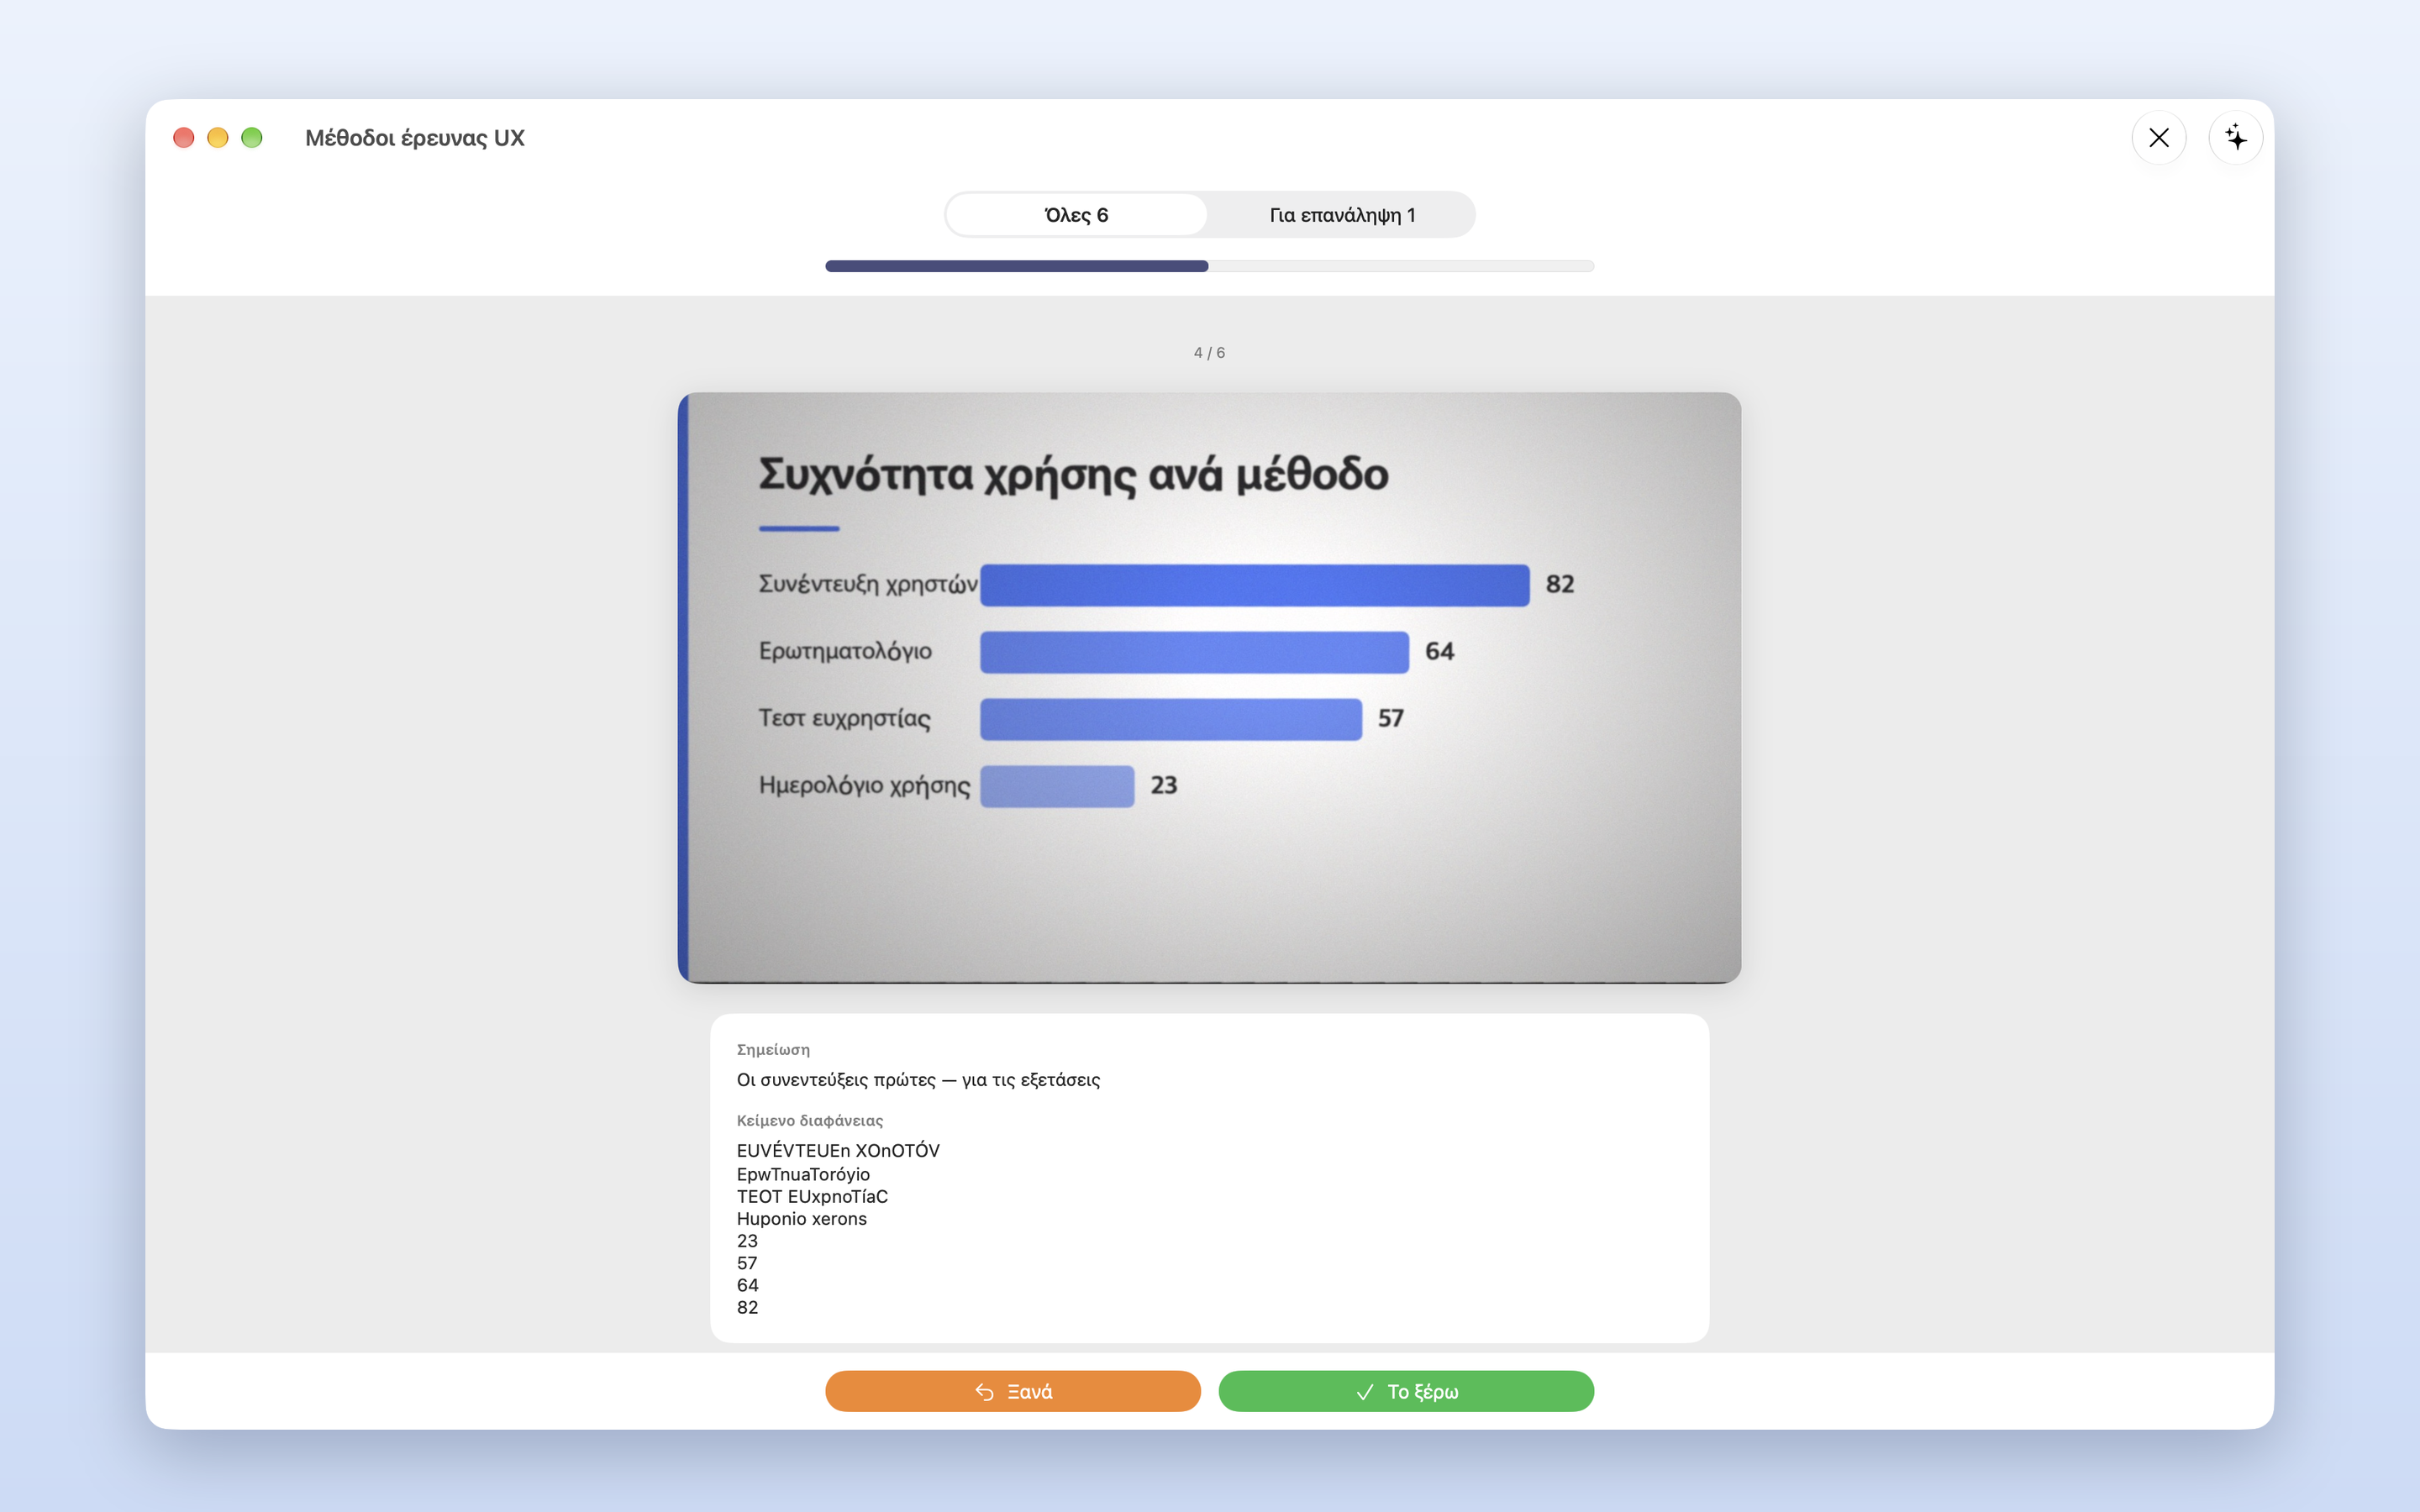 Μέθοδοι έρευνας UX
Όλες 6
Για επανάληψη 1
4 / 6
Συχνότητα χρήσης ανά μέθοδο
Συνέντευξη χρηστών 82
Ερωτηματολόγιο 64
Τεστ ευχρηστίας 57
Ημερολόγιο χρήσης 23
Σημείωση
Οι συνεντεύξεις πρώτες — για τις εξετάσεις
Κείμενο διαφάνειας
EUVÉVTEUEn XOnOTÓV
EpwTnuaToróyio
TEOT EUxpnoTíaC
Huponio xerons
23
57
64
82
Ξανά
Το ξέρω